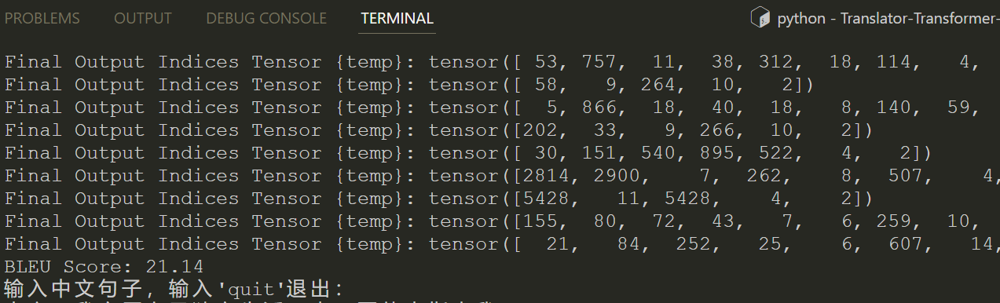 PROBLEMS OUTPUT DEBUG CONSOLE TERMINAL python - Translator-Transformer-
Final Output Indices Tensor {temp}: tensor([ 53, 757, 11, 38, 312, 18, 114, 4,
Final Output Indices Tensor {temp}: tensor([ 58, 9, 264, 10, 2])
Final Output Indices Tensor {temp}: tensor([ 5, 866, 18, 40, 18, 8, 140, 59,
Final Output Indices Tensor {temp}: tensor([202, 33, 9, 266, 10, 2])
Final Output Indices Tensor {temp}: tensor([ 30, 151, 540, 895, 522, 4, 2])
Final Output Indices Tensor {temp}: tensor([2814, 2900, 7, 262, 8, 507, 4,
Final Output Indices Tensor {temp}: tensor([5428, 11, 5428, 4, 2])
Final Output Indices Tensor {temp}: tensor([155, 80, 72, 43, 7, 6, 259, 10,
Final Output Indices Tensor {temp}: tensor([ 21, 84, 252, 25, 6, 607, 14,
BLEU Score: 21.14
输入中文句子，输入'quit'退出：